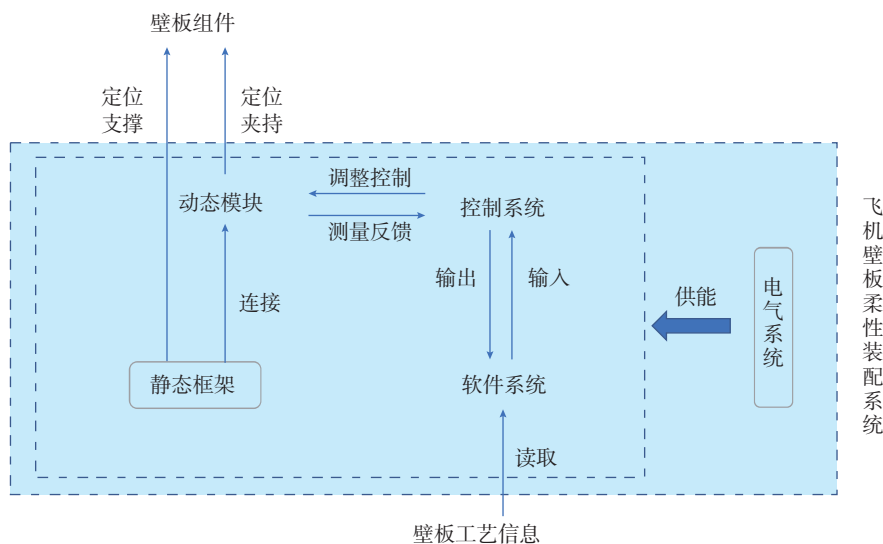 壁板组件
定位
支撑
定位
夹持
调整控制
动态模块
控制系统
测量反馈
输出
输入
连接
供能
电气系统
静态框架
软件系统
读取
壁板工艺信息
飞机壁板柔性装配系统